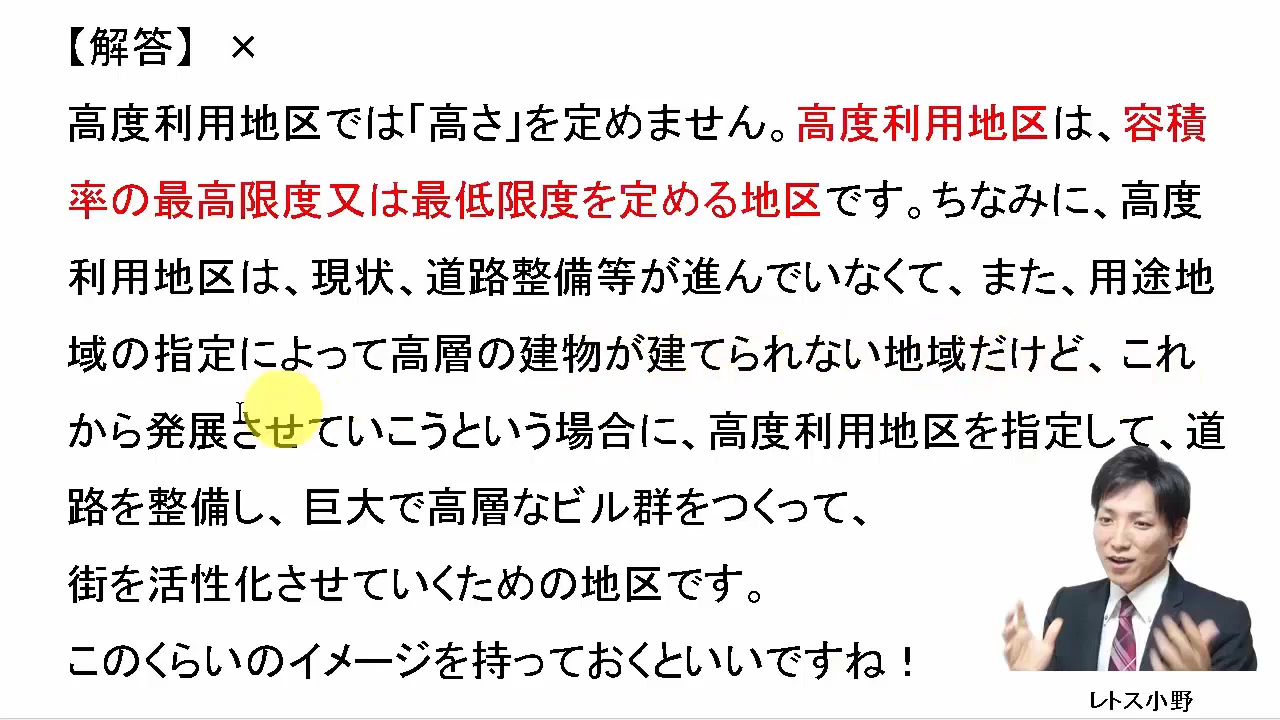 【解答】 ×
高度利用地区では「高さ」を定めません。高度利用地区は、容積
率の最高限度又は最低限度を定める地区です。ちなみに、高度
利用地区は、現状、道路整備等が進んでいなくて、また、用途地
域の指定によって高層の建物が建てられない地域だけど、これ
から発展させていこうという場合に、高度利用地区を指定して、道
路を整備し、巨大で高層なビル群をつくって、
街を活性化させていくための地区です。
このくらいのイメージを持っておくといいですね！
レトス小野